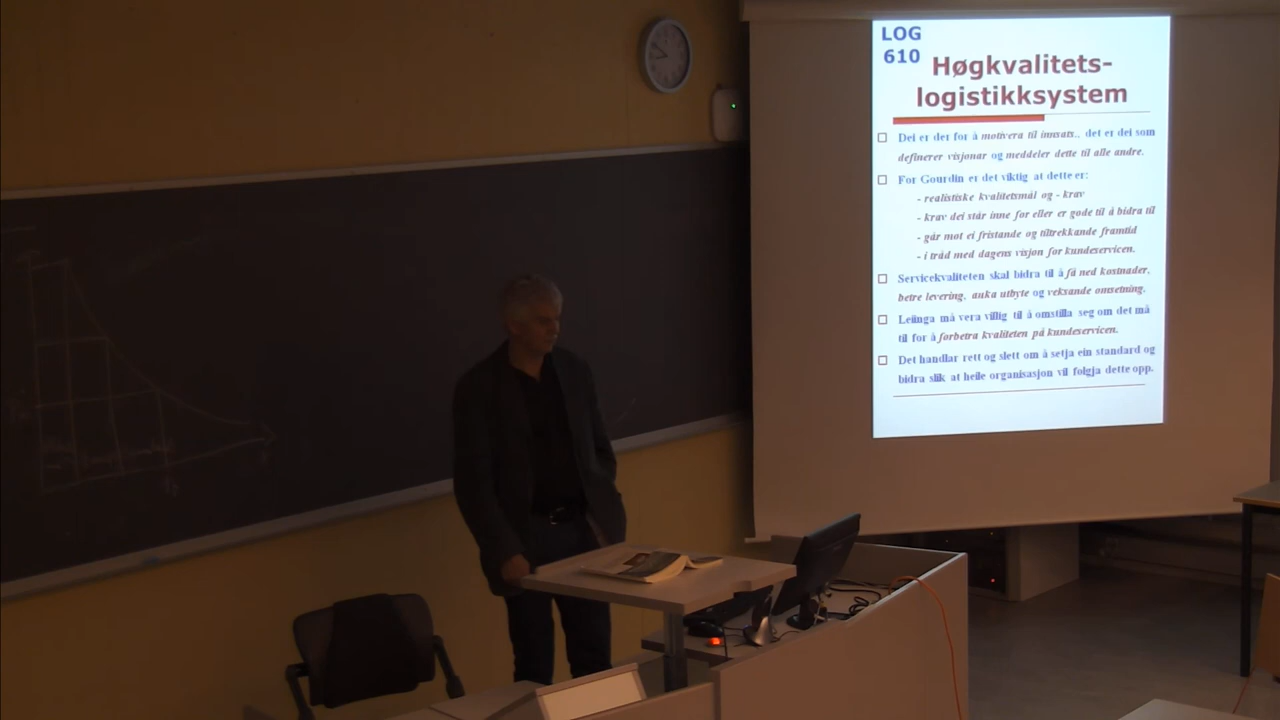 LOG
610
Høgkvalitets-
logistikksystem
Dei er der for å motivera til innsats., det er dei som
definerer visjonar og meddeler dette til alle andre.
For Gourdin er det viktig at dette er:
- realistiske kvalitetsmål og - krav
- krav dei står inne for eller er gode til å bidra til
- går mot ei fristande og tiltrekkande framtid
- i tråd med dagens visjon for kundeservicen.
Servicekvaliteten skal bidra til å få ned kostnader,
betre levering, auka utbyte og veksande omsetning.
Leiinga må vera villig til å omstilla seg om det må
til for å forbetra kvaliteten på kundeservicen.
Det handlar rett og slett om å setja ein standard og
bidra slik at heile organisasjon vil følgja dette opp.